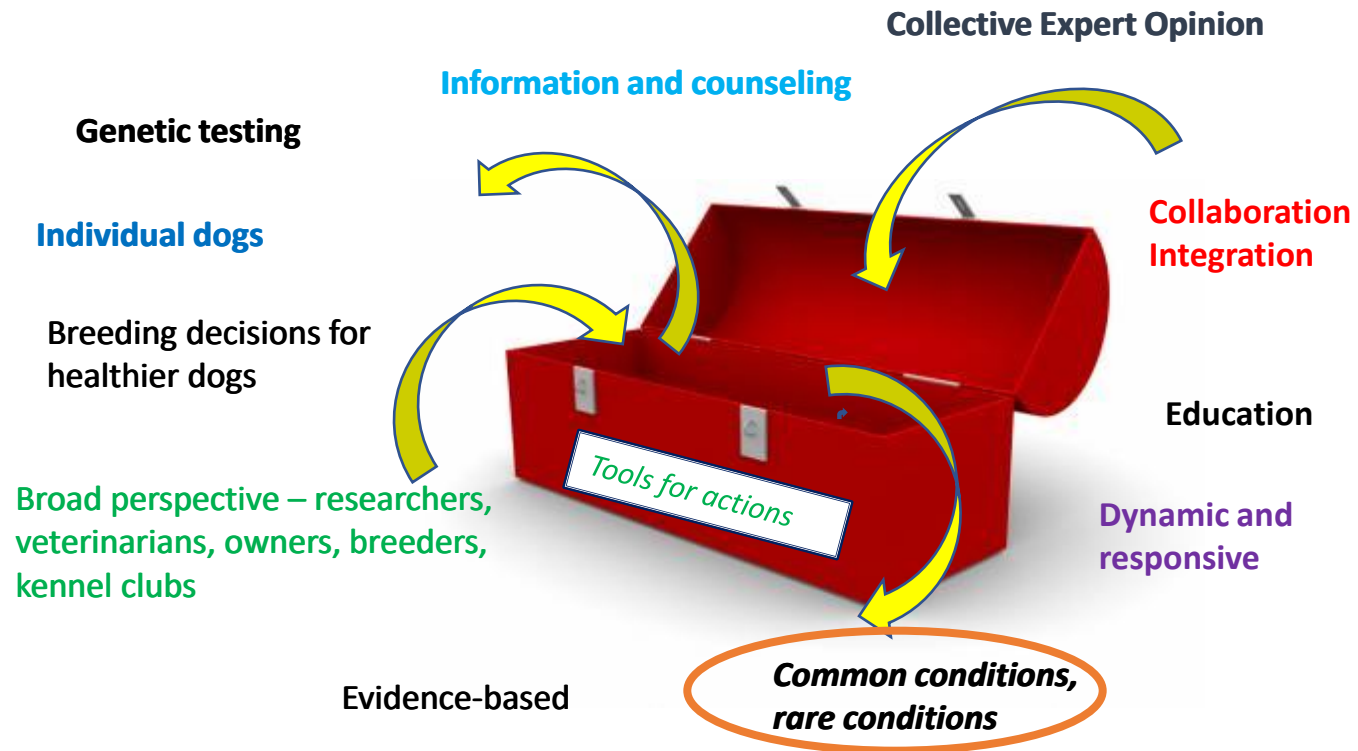 Collective Expert Opinion
Information and counseling
Genetic testing
Collaboration
Integration
Individual dogs
Breeding decisions for
healthier dogs
Education
Tools for actions
Broad perspective – researchers,
veterinarians, owners, breeders,
kennel clubs
Dynamic and
responsive
Common conditions,
rare conditions
Evidence-based